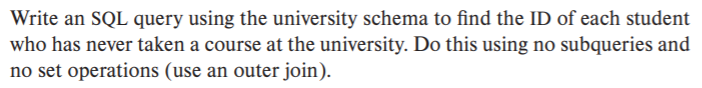 Write an SQL query using the university schema to find the ID of each student
who has never taken a course at the university. Do this using no subqueries and
no set operations (use an outer join).